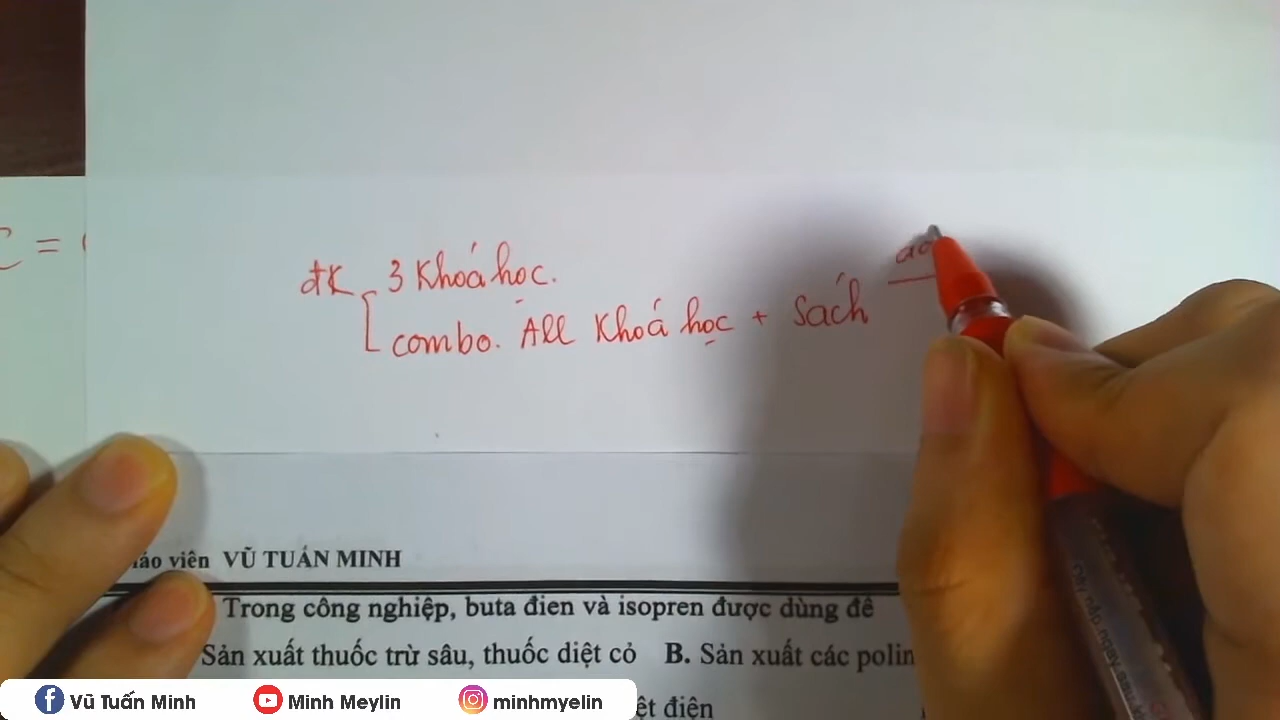 C =
đK 3 Khoá học.
combo. All Khoá học + Sách
iáo viên VŨ TUẤN MINH
Trong công nghiệp, buta đien và isopren được dùng để
Sản xuất thuốc trừ sâu, thuốc diệt cỏ B. Sản xuất các polin
ệt điện
Vũ Tuấn Minh Minh Meylin minhmyelin